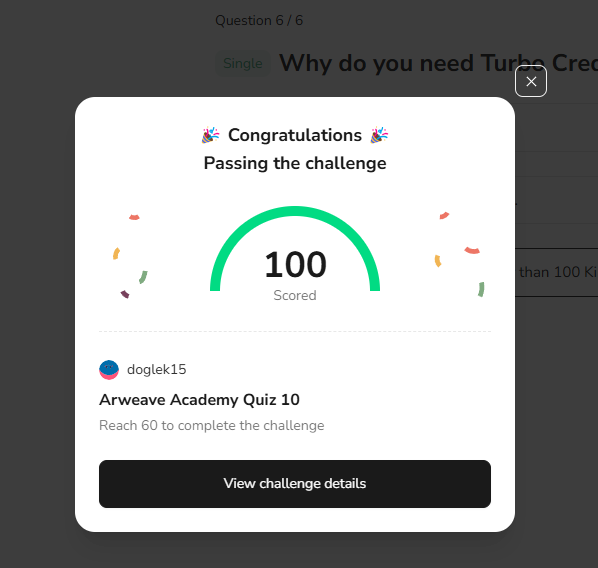 Question 6 / 6
Single Why do you need Turbo Cred
Congratulations
Passing the challenge
100
Scored
than 100 Ki
doglek15
Arweave Academy Quiz 10
Reach 60 to complete the challenge
View challenge details